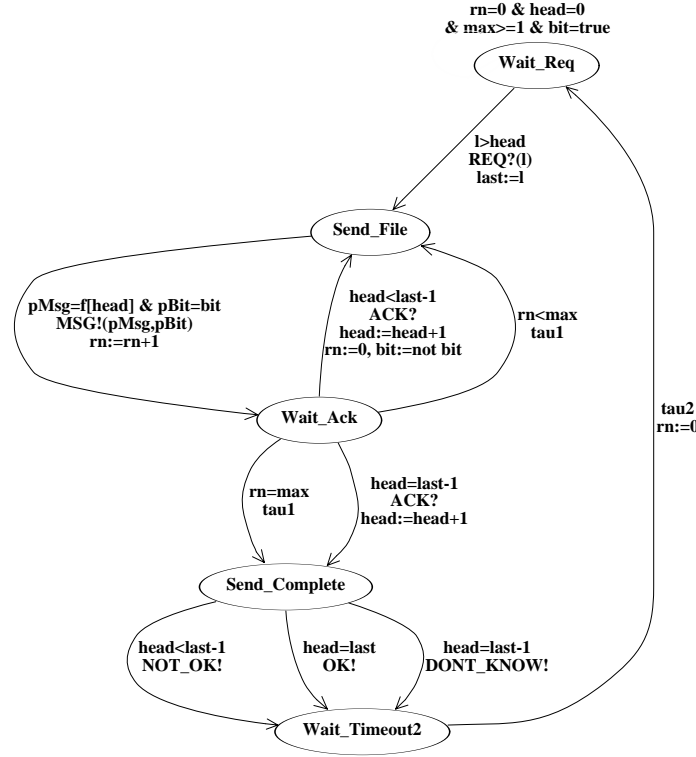 rn=0 & head=0
& max>=1 & bit=true
Wait_Req
l>head
REQ?(l)
last:=l
Send_File
pMsg=f[head] & pBit=bit
MSG!(pMsg,pBit)
rn:=rn+1
head<last-1
ACK?
head:=head+1
rn:=0, bit:=not bit
rn<max
tau1
Wait_Ack
tau2
rn:=0
rn=max
tau1
head=last-1
ACK?
head:=head+1
Send_Complete
head<last-1
NOT_OK!
head=last
OK!
head=last-1
DONT_KNOW!
Wait_Timeout2